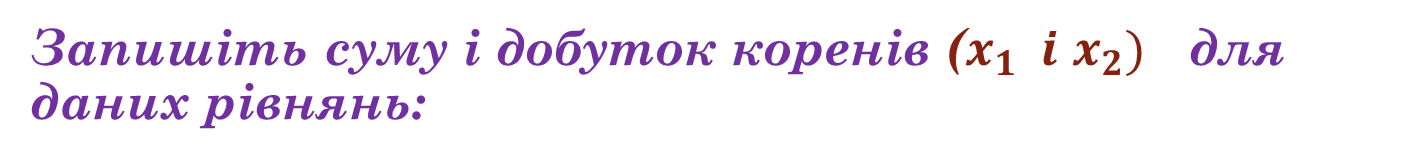 Запишіть суму і добуток коренів (x₁ і x₂) для
даних рівнянь: